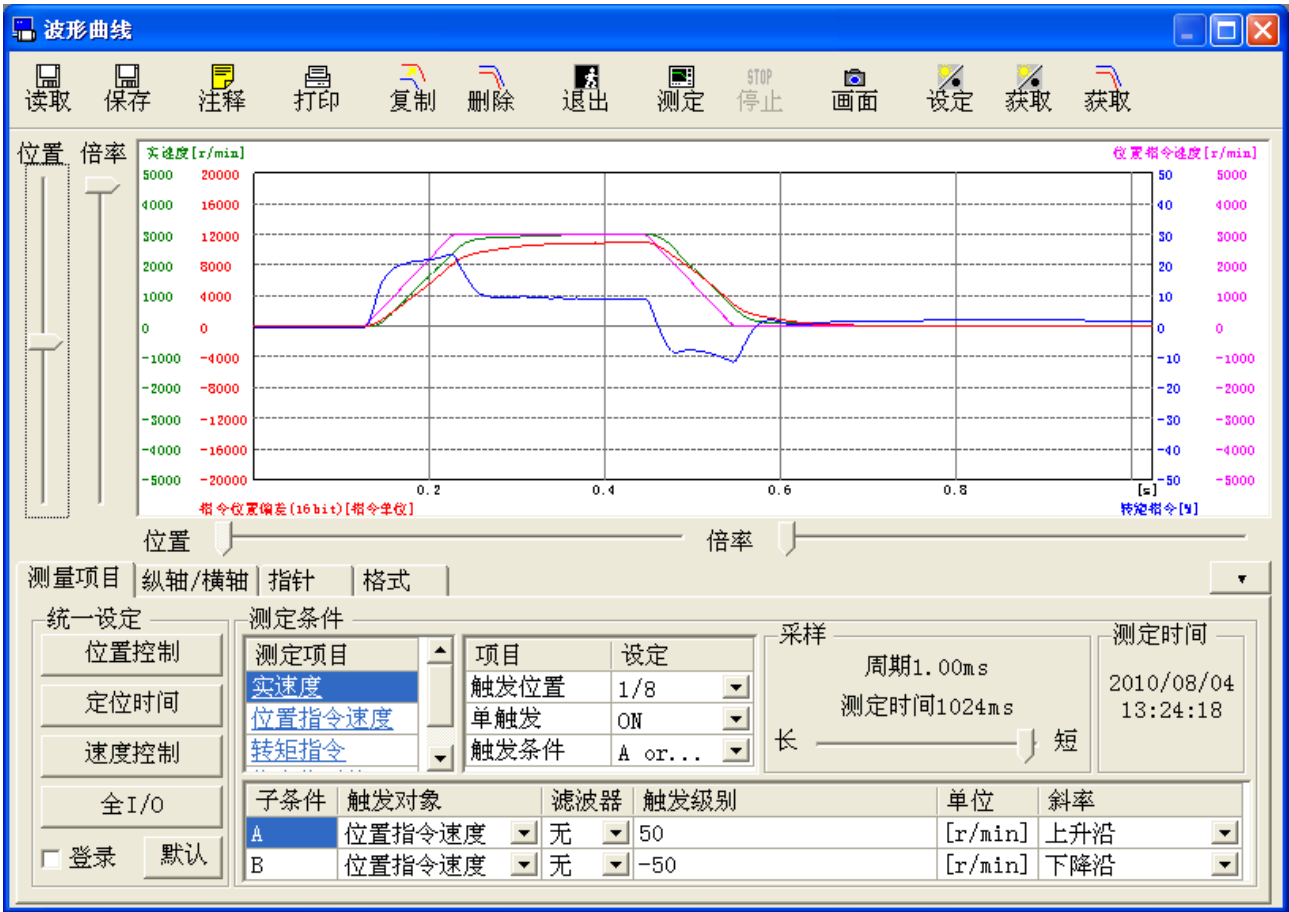 波形曲线
读取 保存 注释 打印 复制 删除 退出 测定 STOP 停止 画面 设定 获取 获取
位置 倍率 实速度[r/min] 位置指令速度[r/min]
5000 20000 50 5000
4000 16000 40 4000
3000 12000 30 3000
2000 8000 20 2000
1000 4000 10 1000
0 0 0 0
-1000 -4000 -10 -1000
-2000 -8000 -20 -2000
-3000 -12000 -30 -3000
-4000 -16000 -40 -4000
-5000 -20000 0.2 0.4 0.6 0.8 [s] -50 -5000
指令位置偏差(16bit)[指令单位] 转矩指令[%]
位置 倍率
测量项目 纵轴/横轴 指针 格式
统一设定 测定条件 采样 测定时间
位置控制 测定项目 项目 设定 周期1.00ms
定位时间 实速度 触发位置 1/8 测定时间1024ms 2010/08/04
位置指令速度 单触发 ON 13:24:18
速度控制 转矩指令 触发条件 A or... 长 短
全I/O 子条件 触发对象 滤波器 触发级别 单位 斜率
A 位置指令速度 无 50 [r/min] 上升沿
登录 默认 B 位置指令速度 无 -50 [r/min] 下降沿